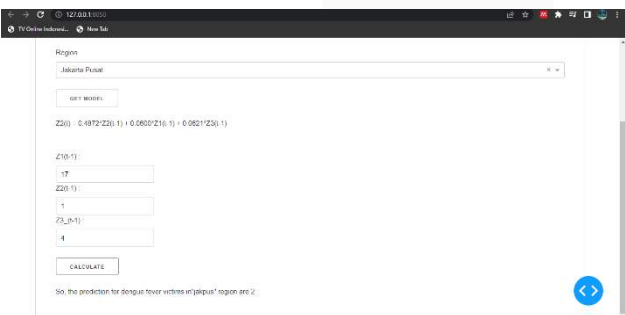 127.0.0.1:8050
TV Online Indonesi... New Tab
Region
Jakarta Pusat
GET MODEL
Z2(t) = 0.4872*Z2(t-1) + 0.0600*Z1(t-1) + 0.0621*Z3(t-1)
Z1(t-1) :
17
Z2(t-1) :
1
Z3_(t-1) :
4
CALCULATE
So, the prediction for dengue fever victims in"jakpus" region are 2